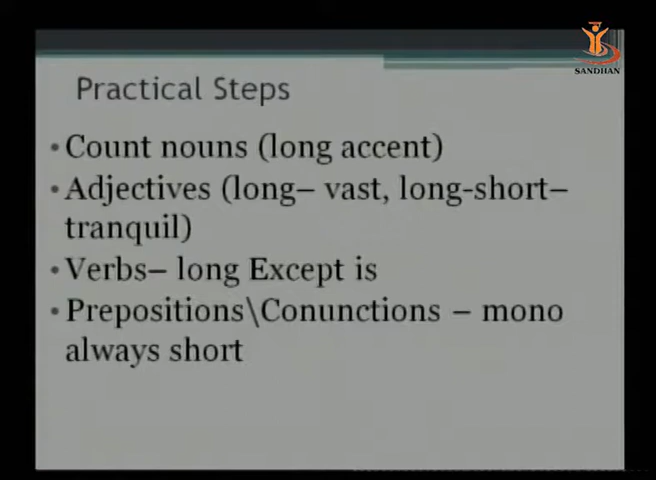 SANDHAN
Practical Steps
• Count nouns (long accent)
• Adjectives (long– vast, long-short–
tranquil)
• Verbs– long Except is
• Prepositions\Conunctions – mono
always short